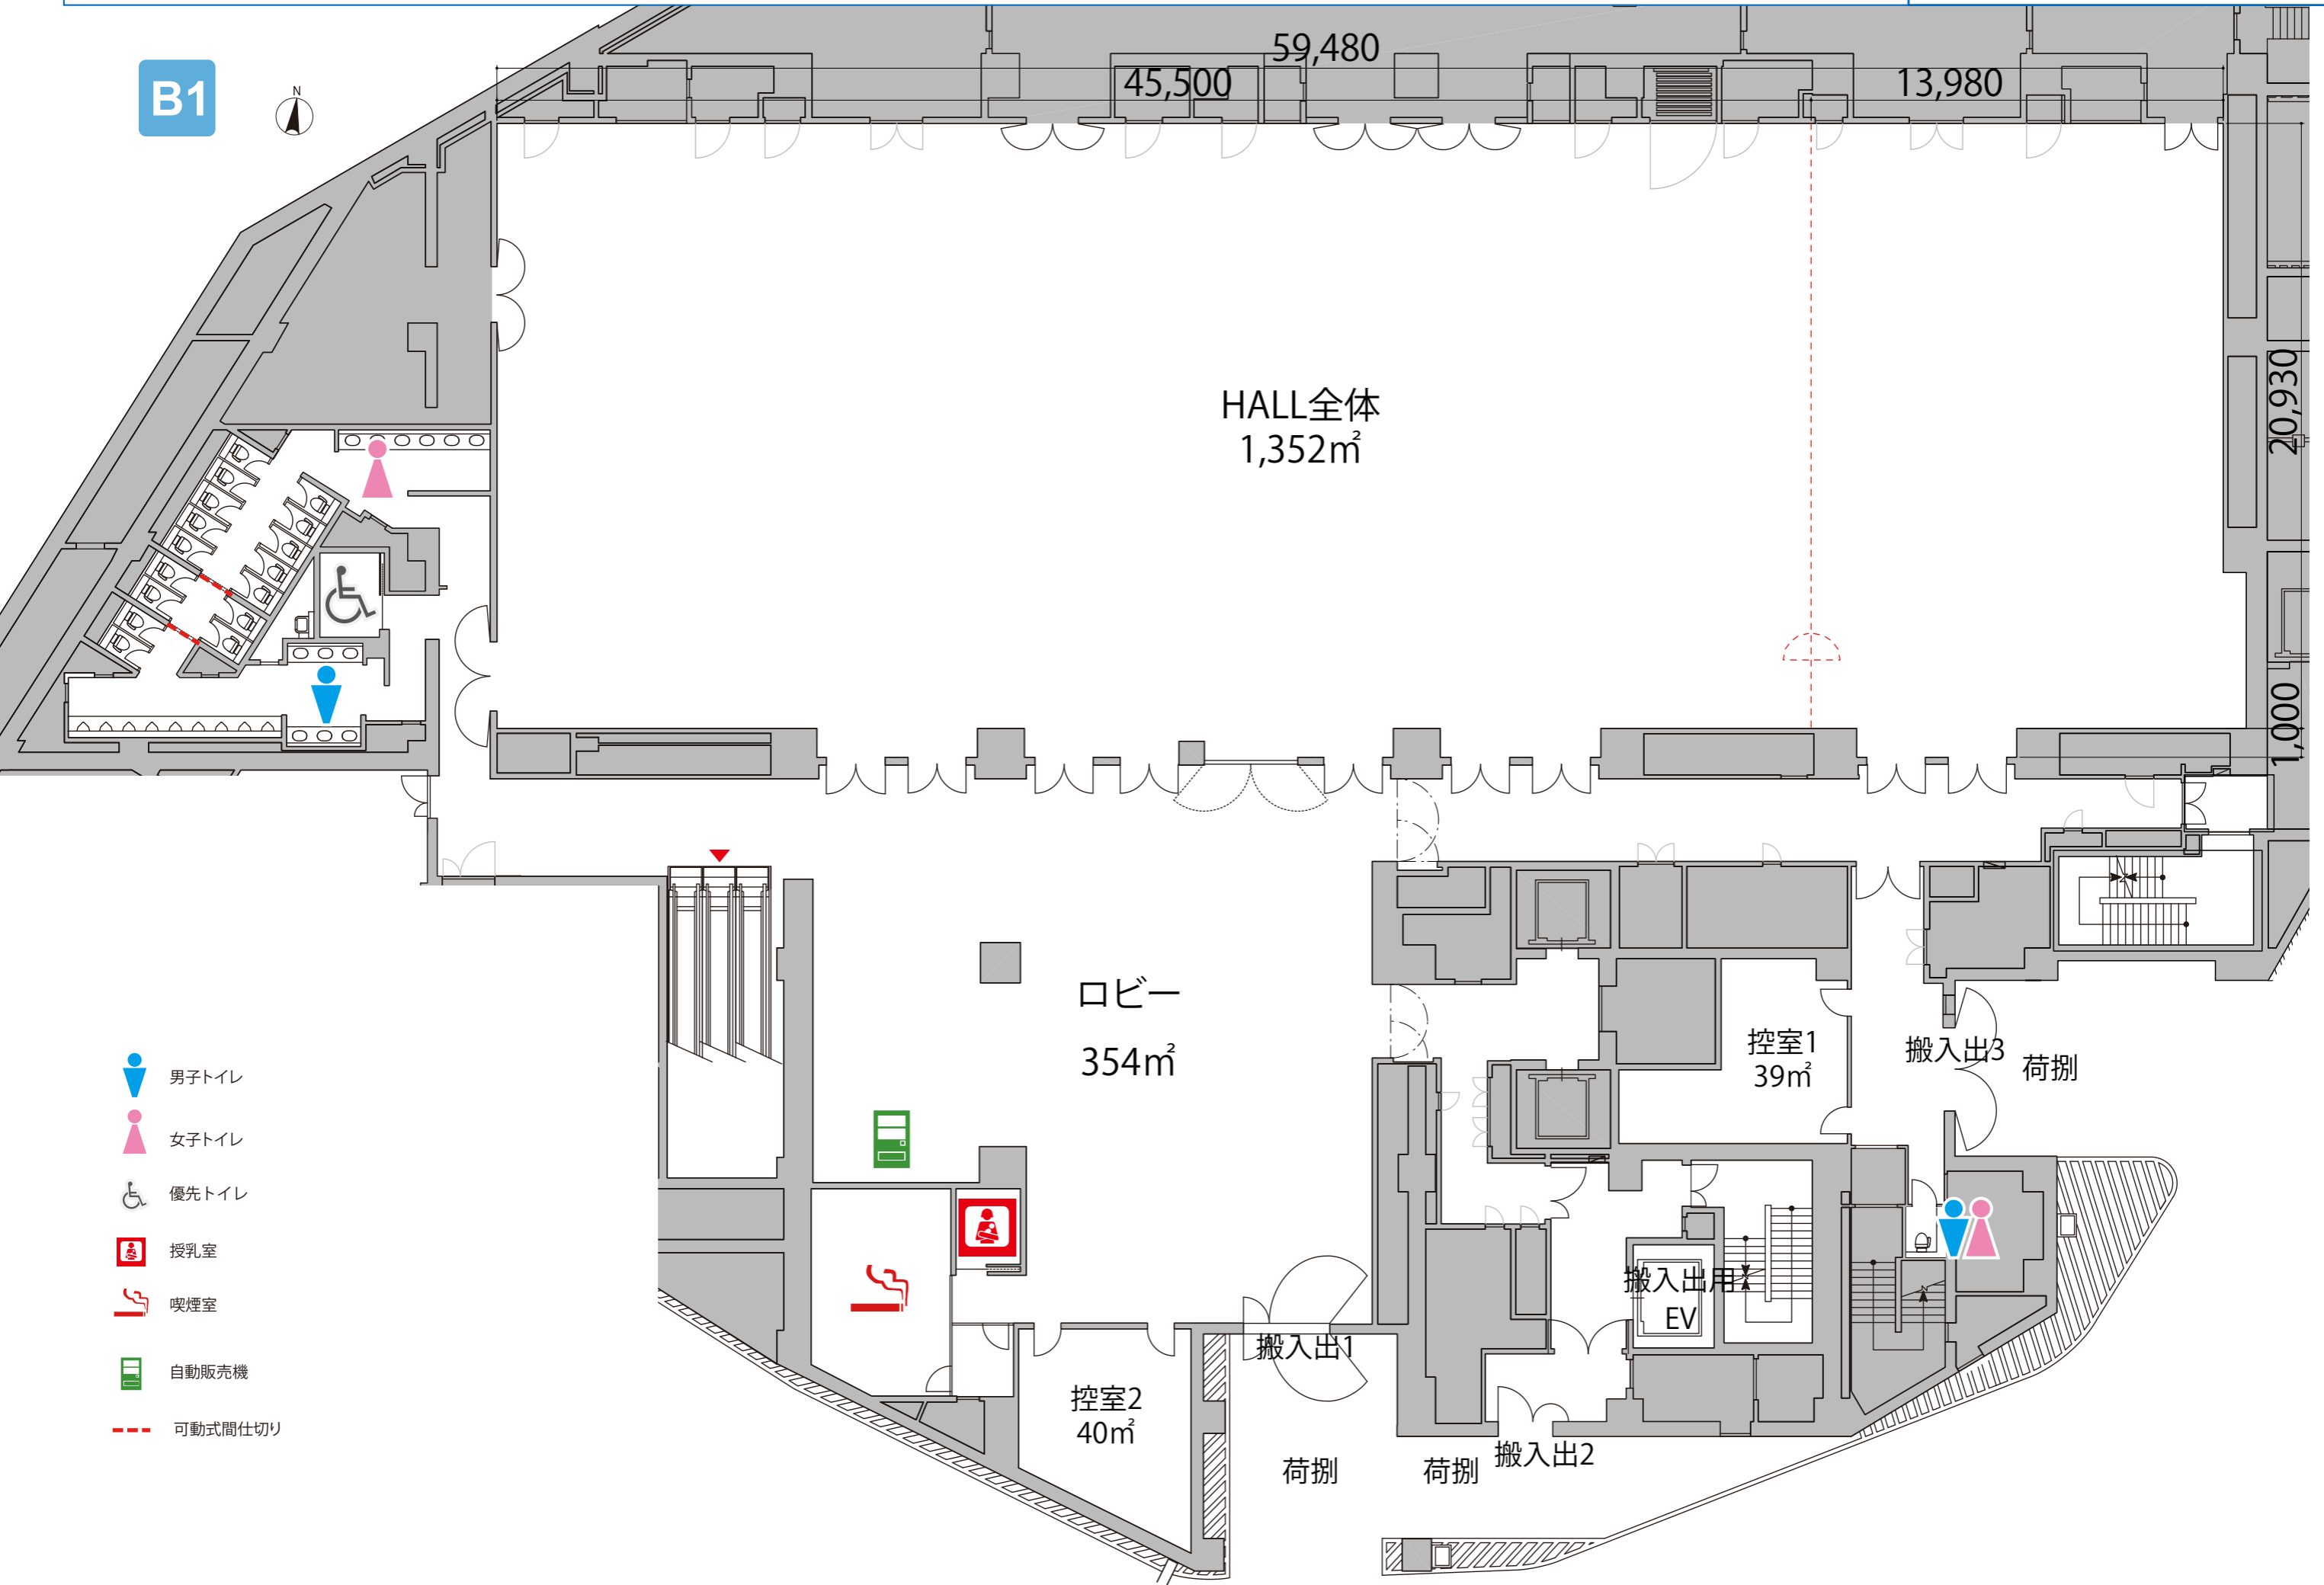 59,480
B1
N
45,500
13,980
HALL全体
1,352㎡
20,930
1,000
ロビー
354㎡
控室1
39㎡
搬入出3
荷捌
男子トイレ
女子トイレ
優先トイレ
授乳室
喫煙室
自動販売機
可動式間仕切り
搬入出用
EV
搬入出1
控室2
40㎡
搬入出2
荷捌
荷捌